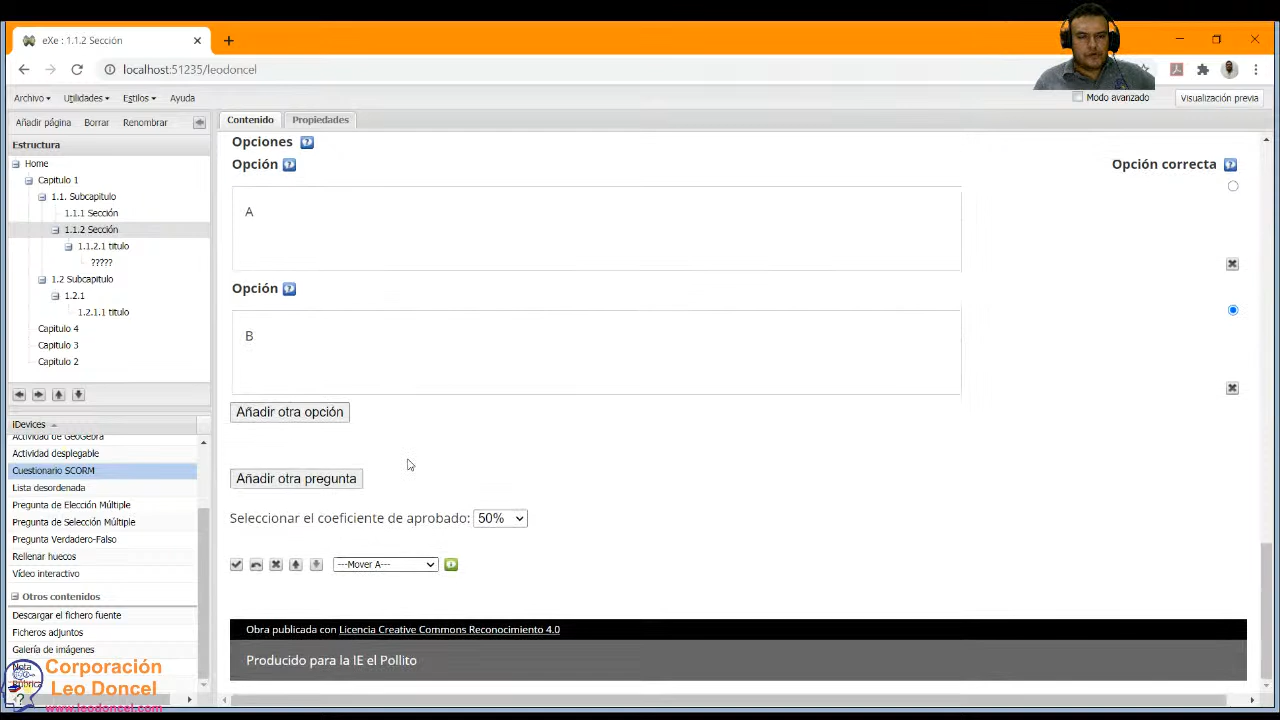 eXe : 1.1.2 Sección
localhost:51235/leodoncel
Archivo Utilidades Estilos Ayuda
Modo avanzado
Visualización previa
Añadir página Borrar Renombrar
Contenido Propiedades
Estructura
Home
Capitulo 1
1.1. Subcapitulo
1.1.1 Sección
1.1.2 Sección
1.1.2.1 titulo
?????
1.2 Subcapitulo
1.2.1
1.2.1.1 titulo
Capitulo 4
Capitulo 3
Capitulo 2
iDevices
Actividad de GeoGebra
Actividad desplegable
Cuestionario SCORM
Lista desordenada
Pregunta de Elección Múltiple
Pregunta de Selección Múltiple
Pregunta Verdadero-Falso
Rellenar huecos
Vídeo interactivo
Otros contenidos
Descargar el fichero fuente
Ficheros adjuntos
Galería de imágenes
Nota
Opciones
Opción
Opción correcta
A
Opción
B
Añadir otra opción
Añadir otra pregunta
Seleccionar el coeficiente de aprobado: 50%
---Mover A---
Obra publicada con Licencia Creative Commons Reconocimiento 4.0
Producido para la IE el Pollito
Corporación
Leo Doncel
www.leodoncel.com